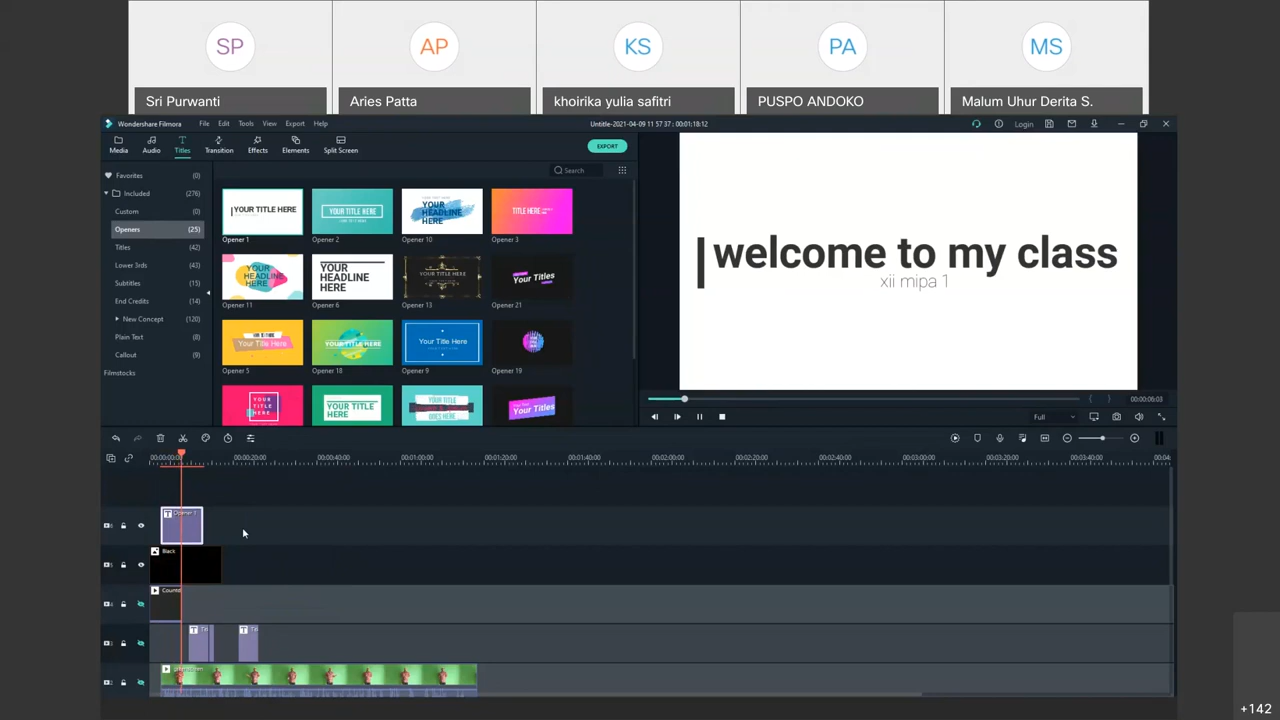 SP AP KS PA MS
Sri Purwanti Aries Patta khoirika yulia safitri PUSPO ANDOKO Malum Uhur Derita S.
Wondershare Filmora File Edit Tools View Export Help Untitle-2021-04-09 11 57 37 : 00:01:18:12 Login
Media Audio Titles Transition Effects Elements Split Screen EXPORT
Favorites (0) Search
Included (276)
Custom (0)
Openers (25)
Titles (42)
Lower 3rds (43)
Subtitles (15)
End Credits (14)
New Concept (120)
Plain Text (8)
Callout (9)
Filmstocks
YOUR TITLE HERE
Opener 1
YOUR TITLE HERE
Opener 2
YOUR
HEADLINE
HERE
Opener 10
TITLE HERE
Opener 3
YOUR
HEADLINE
HERE
Opener 11
YOUR
HEADLINE
HERE
Opener 6
YOUR TITLE HERE
Opener 13
Your Titles
Opener 21
Your Title Here
Opener 5
YOUR TITLE HERE
Opener 18
Your Title Here
Opener 9
Opener 19
YOUR
TITLE
HERE
YOUR TITLE
HERE
Your Titles
welcome to my class
xii mipa 1
00:00:06:03
Full
00:00:00:00 00:00:20:00 00:00:40:00 00:01:00:00 00:01:20:00 00:01:40:00 00:02:00:00 00:02:20:00 00:02:40:00 00:03:00:00 00:03:20:00 00:03:40:00
T Opener 1
Black
Countd
T Tit T Tit
+142